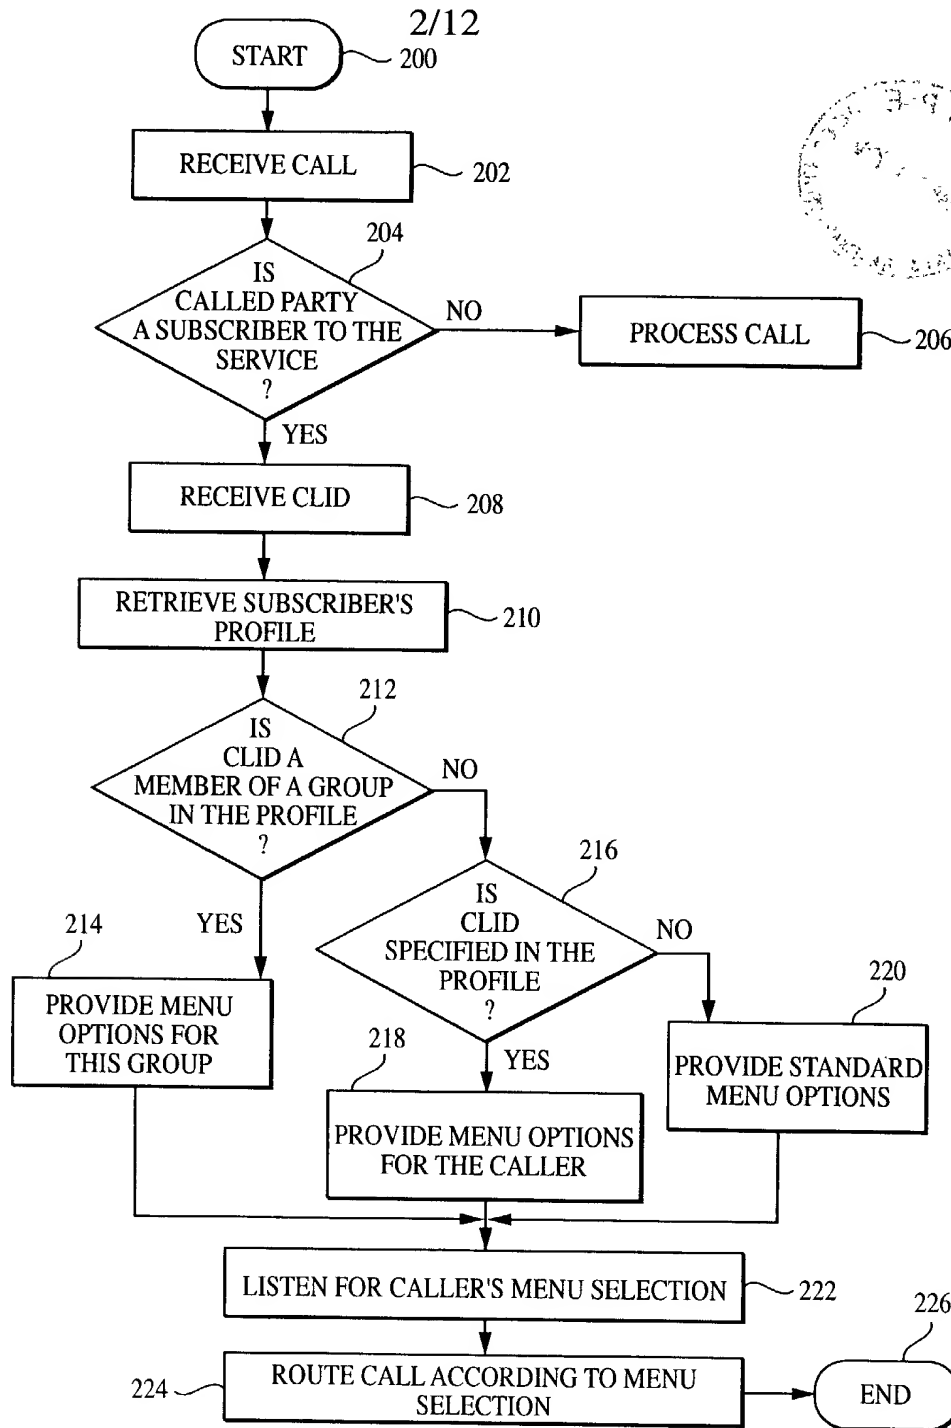 2/12
START
200
RECEIVE CALL
202
204
IS
CALLED PARTY
A SUBSCRIBER TO THE
SERVICE
?
NO
PROCESS CALL
206
YES
RECEIVE CLID
208
RETRIEVE SUBSCRIBER'S
PROFILE
210
212
IS
CLID A
MEMBER OF A GROUP
IN THE PROFILE
?
NO
YES
216
IS
CLID
SPECIFIED IN THE
PROFILE
?
NO
YES
214
PROVIDE MENU
OPTIONS FOR
THIS GROUP
218
PROVIDE MENU OPTIONS
FOR THE CALLER
220
PROVIDE STANDARD
MENU OPTIONS
LISTEN FOR CALLER'S MENU SELECTION
222
224
ROUTE CALL ACCORDING TO MENU
SELECTION
226
END